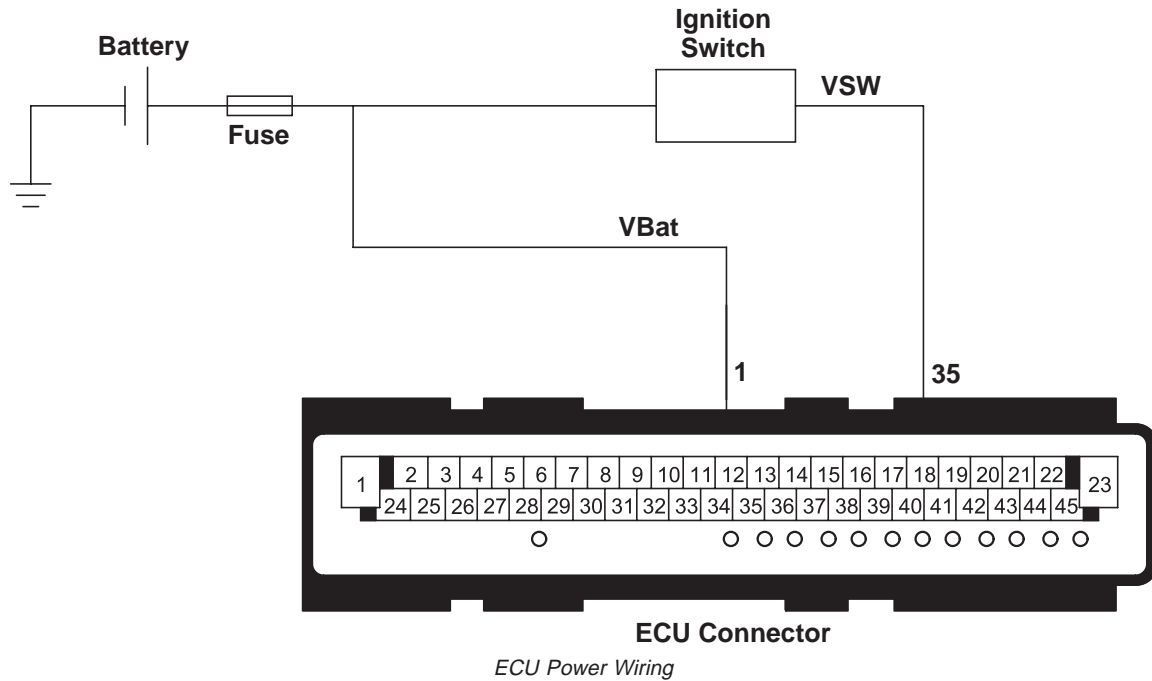 Ignition
Switch
Battery
VSW
Fuse
VBat
1
35
1 2 3 4 5 6 7 8 9 10 11 12 13 14 15 16 17 18 19 20 21 22 23
24 25 26 27 28 29 30 31 32 33 34 35 36 37 38 39 40 41 42 43 44 45
ECU Connector
ECU Power Wiring